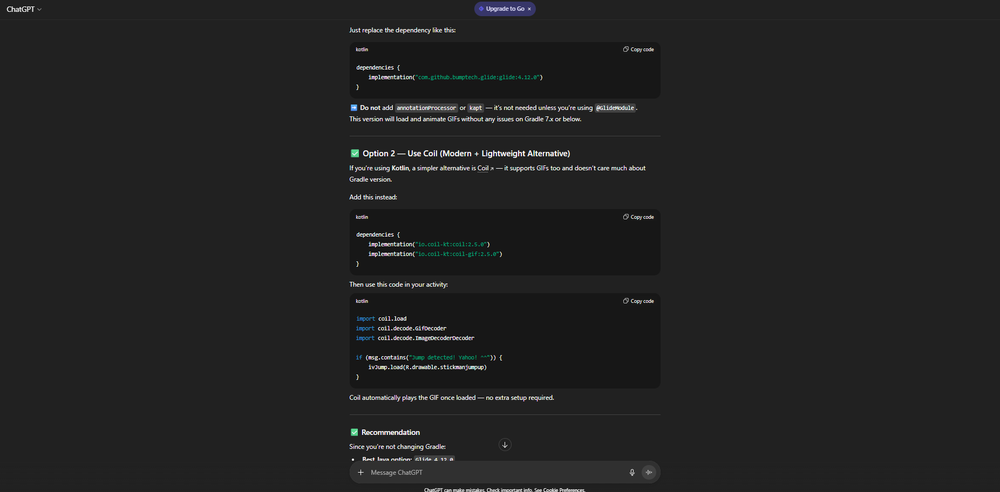 ChatGPT
Upgrade to Go ×
Just replace the dependency like this:
kotlin
Copy code
dependencies {
    implementation("com.github.bumptech.glide:glide:4.12.0")
}
➡️ Do not add annotationProcessor or kapt — it's not needed unless you're using @GlideModule.
This version will load and animate GIFs without any issues on Gradle 7.x or below.
✅ Option 2 — Use Coil (Modern + Lightweight Alternative)
If you're using Kotlin, a simpler alternative is Coil ↗ — it supports GIFs too and doesn't care much about
Gradle version.
Add this instead:
kotlin
Copy code
dependencies {
    implementation("io.coil-kt:coil:2.5.0")
    implementation("io.coil-kt:coil-gif:2.5.0")
}
Then use this code in your activity:
kotlin
Copy code
import coil.load
import coil.decode.GifDecoder
import coil.decode.ImageDecoderDecoder
if (msg.contains("Jump detected! Yahoo! ^^")) {
    ivJump.load(R.drawable.stickmanjumpup)
}
Coil automatically plays the GIF once loaded — no extra setup required.
✅ Recommendation
Since you're not changing Gradle:
• Best Java option: Glide 4.12.0
Message ChatGPT
ChatGPT can make mistakes. Check important info. See Cookie Preferences.